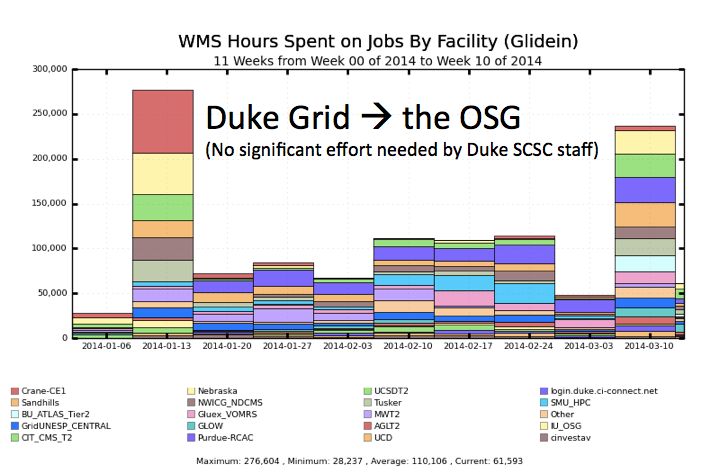 WMS Hours Spent on Jobs By Facility (Glidein)
11 Weeks from Week 00 of 2014 to Week 10 of 2014
300,000
250,000
200,000
150,000
100,000
50,000
0
Duke Grid → the OSG
(No significant effort needed by Duke SCSC staff)
2014-01-06 2014-01-13 2014-01-20 2014-01-27 2014-02-03 2014-02-10 2014-02-17 2014-02-24 2014-03-03 2014-03-10
Crane-CE1 Nebraska UCSDT2 login.duke.ci-connect.net
Sandhills NWICG_NDCMS Tusker SMU_HPC
BU_ATLAS_Tier2 Gluex_VOMRS MWT2 Other
GridUNESP_CENTRAL GLOW AGLT2 IU_OSG
CIT_CMS_T2 Purdue-RCAC UCD cinvestav
Maximum: 276,604 , Minimum: 28,237 , Average: 110,106 , Current: 61,593